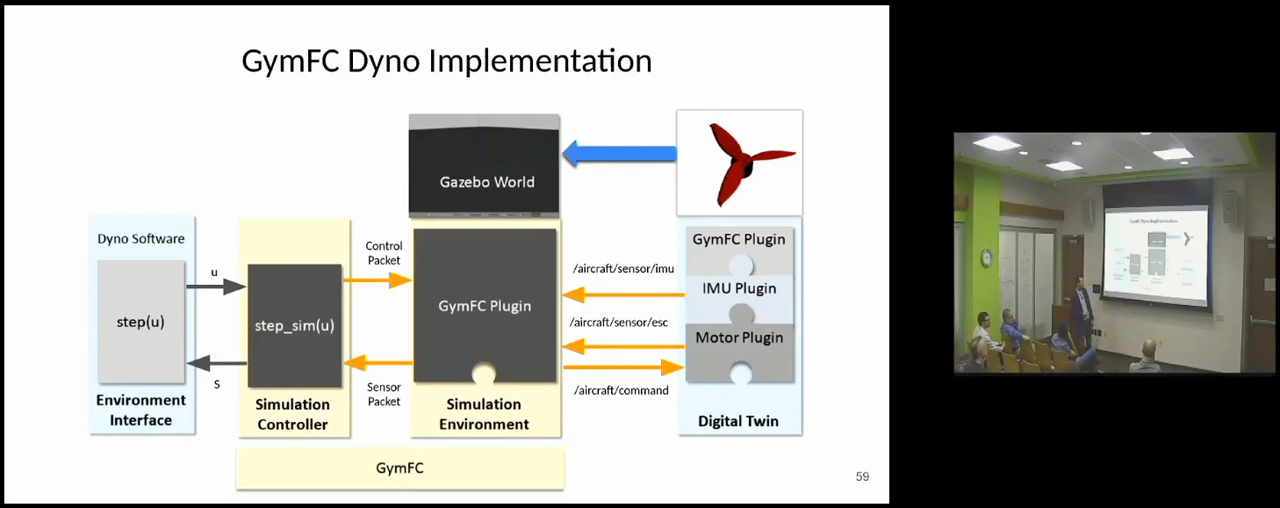 GymFC Dyno Implementation
Gazebo World
Dyno Software
step(u)
Environment
Interface
u
S
step_sim(u)
Simulation
Controller
Control
Packet
Sensor
Packet
GymFC Plugin
Simulation
Environment
/aircraft/sensor/imu
/aircraft/sensor/esc
/aircraft/command
GymFC Plugin
IMU Plugin
Motor Plugin
Digital Twin
GymFC
59